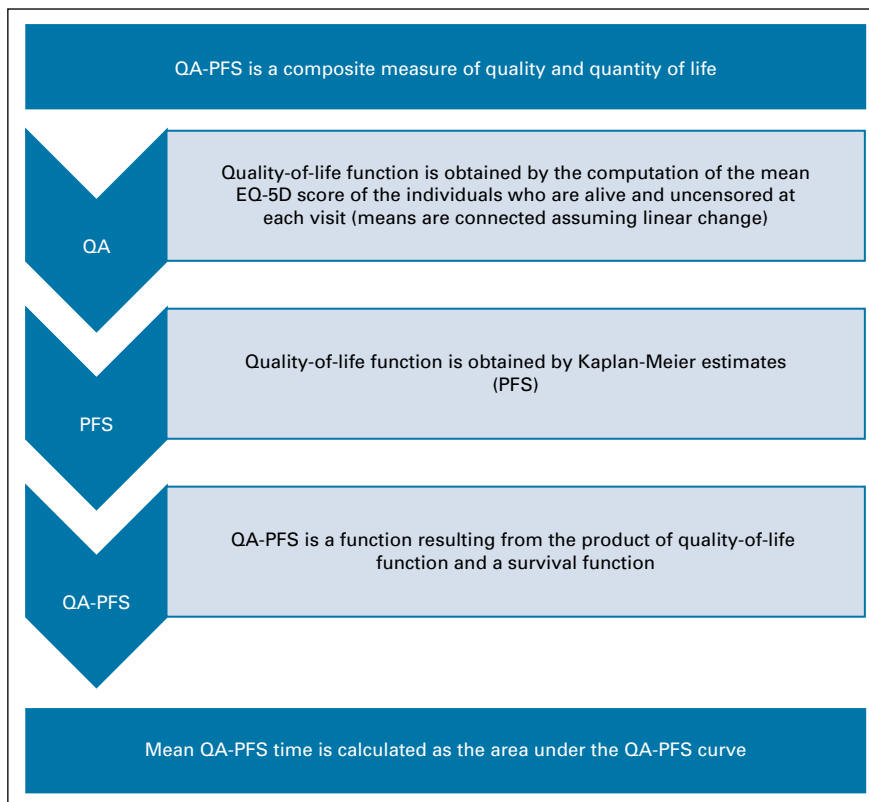 QA-PFS is a composite measure of quality and quantity of life
Quality-of-life function is obtained by the computation of the mean
EQ-5D score of the individuals who are alive and uncensored at
each visit (means are connected assuming linear change)
QA
Quality-of-life function is obtained by Kaplan-Meier estimates
(PFS)
PFS
QA-PFS is a function resulting from the product of quality-of-life
function and a survival function
QA-PFS
Mean QA-PFS time is calculated as the area under the QA-PFS curve